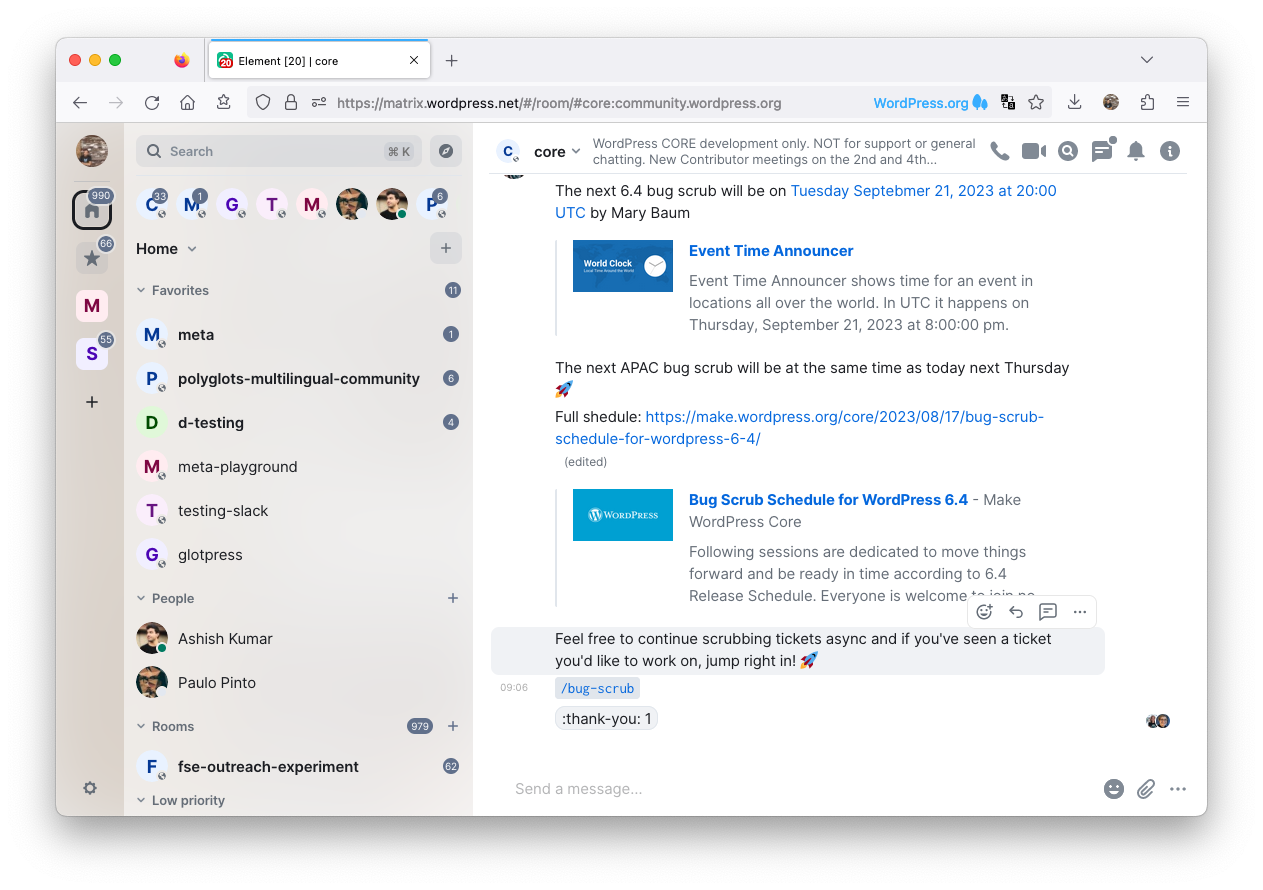 20
Element [20] | core
https://matrix.wordpress.net/#/room/#core:community.wordpress.org
WordPress.org
990
66
M
S
55
Search
⌘ K
C
33
M
1
G
T
M
P
6
Home
Favorites
11
M
meta
1
P
polyglots-multilingual-community
6
D
d-testing
4
M
meta-playground
T
testing-slack
G
glotpress
People
Ashish Kumar
Paulo Pinto
Rooms
979
F
fse-outreach-experiment
62
Low priority
C
core
WordPress CORE development only. NOT for support or general
chatting. New Contributor meetings on the 2nd and 4th...
The next 6.4 bug scrub will be on Tuesday Septebmer 21, 2023 at 20:00
UTC by Mary Baum
World Clock
Local Time Around the World
Event Time Announcer
Event Time Announcer shows time for an event in
locations all over the world. In UTC it happens on
Thursday, September 21, 2023 at 8:00:00 pm.
The next APAC bug scrub will be at the same time as today next Thursday
🚀
Full shedule: https://make.wordpress.org/core/2023/08/17/bug-scrub-
schedule-for-wordpress-6-4/
(edited)
WORDPRESS
Bug Scrub Schedule for WordPress 6.4 - Make
WordPress Core
Following sessions are dedicated to move things
forward and be ready in time according to 6.4
Release Schedule. Everyone is welcome
Feel free to continue scrubbing tickets async and if you've seen a ticket
you'd like to work on, jump right in! 🚀
09:06
/bug-scrub
:thank-you: 1
Send a message...